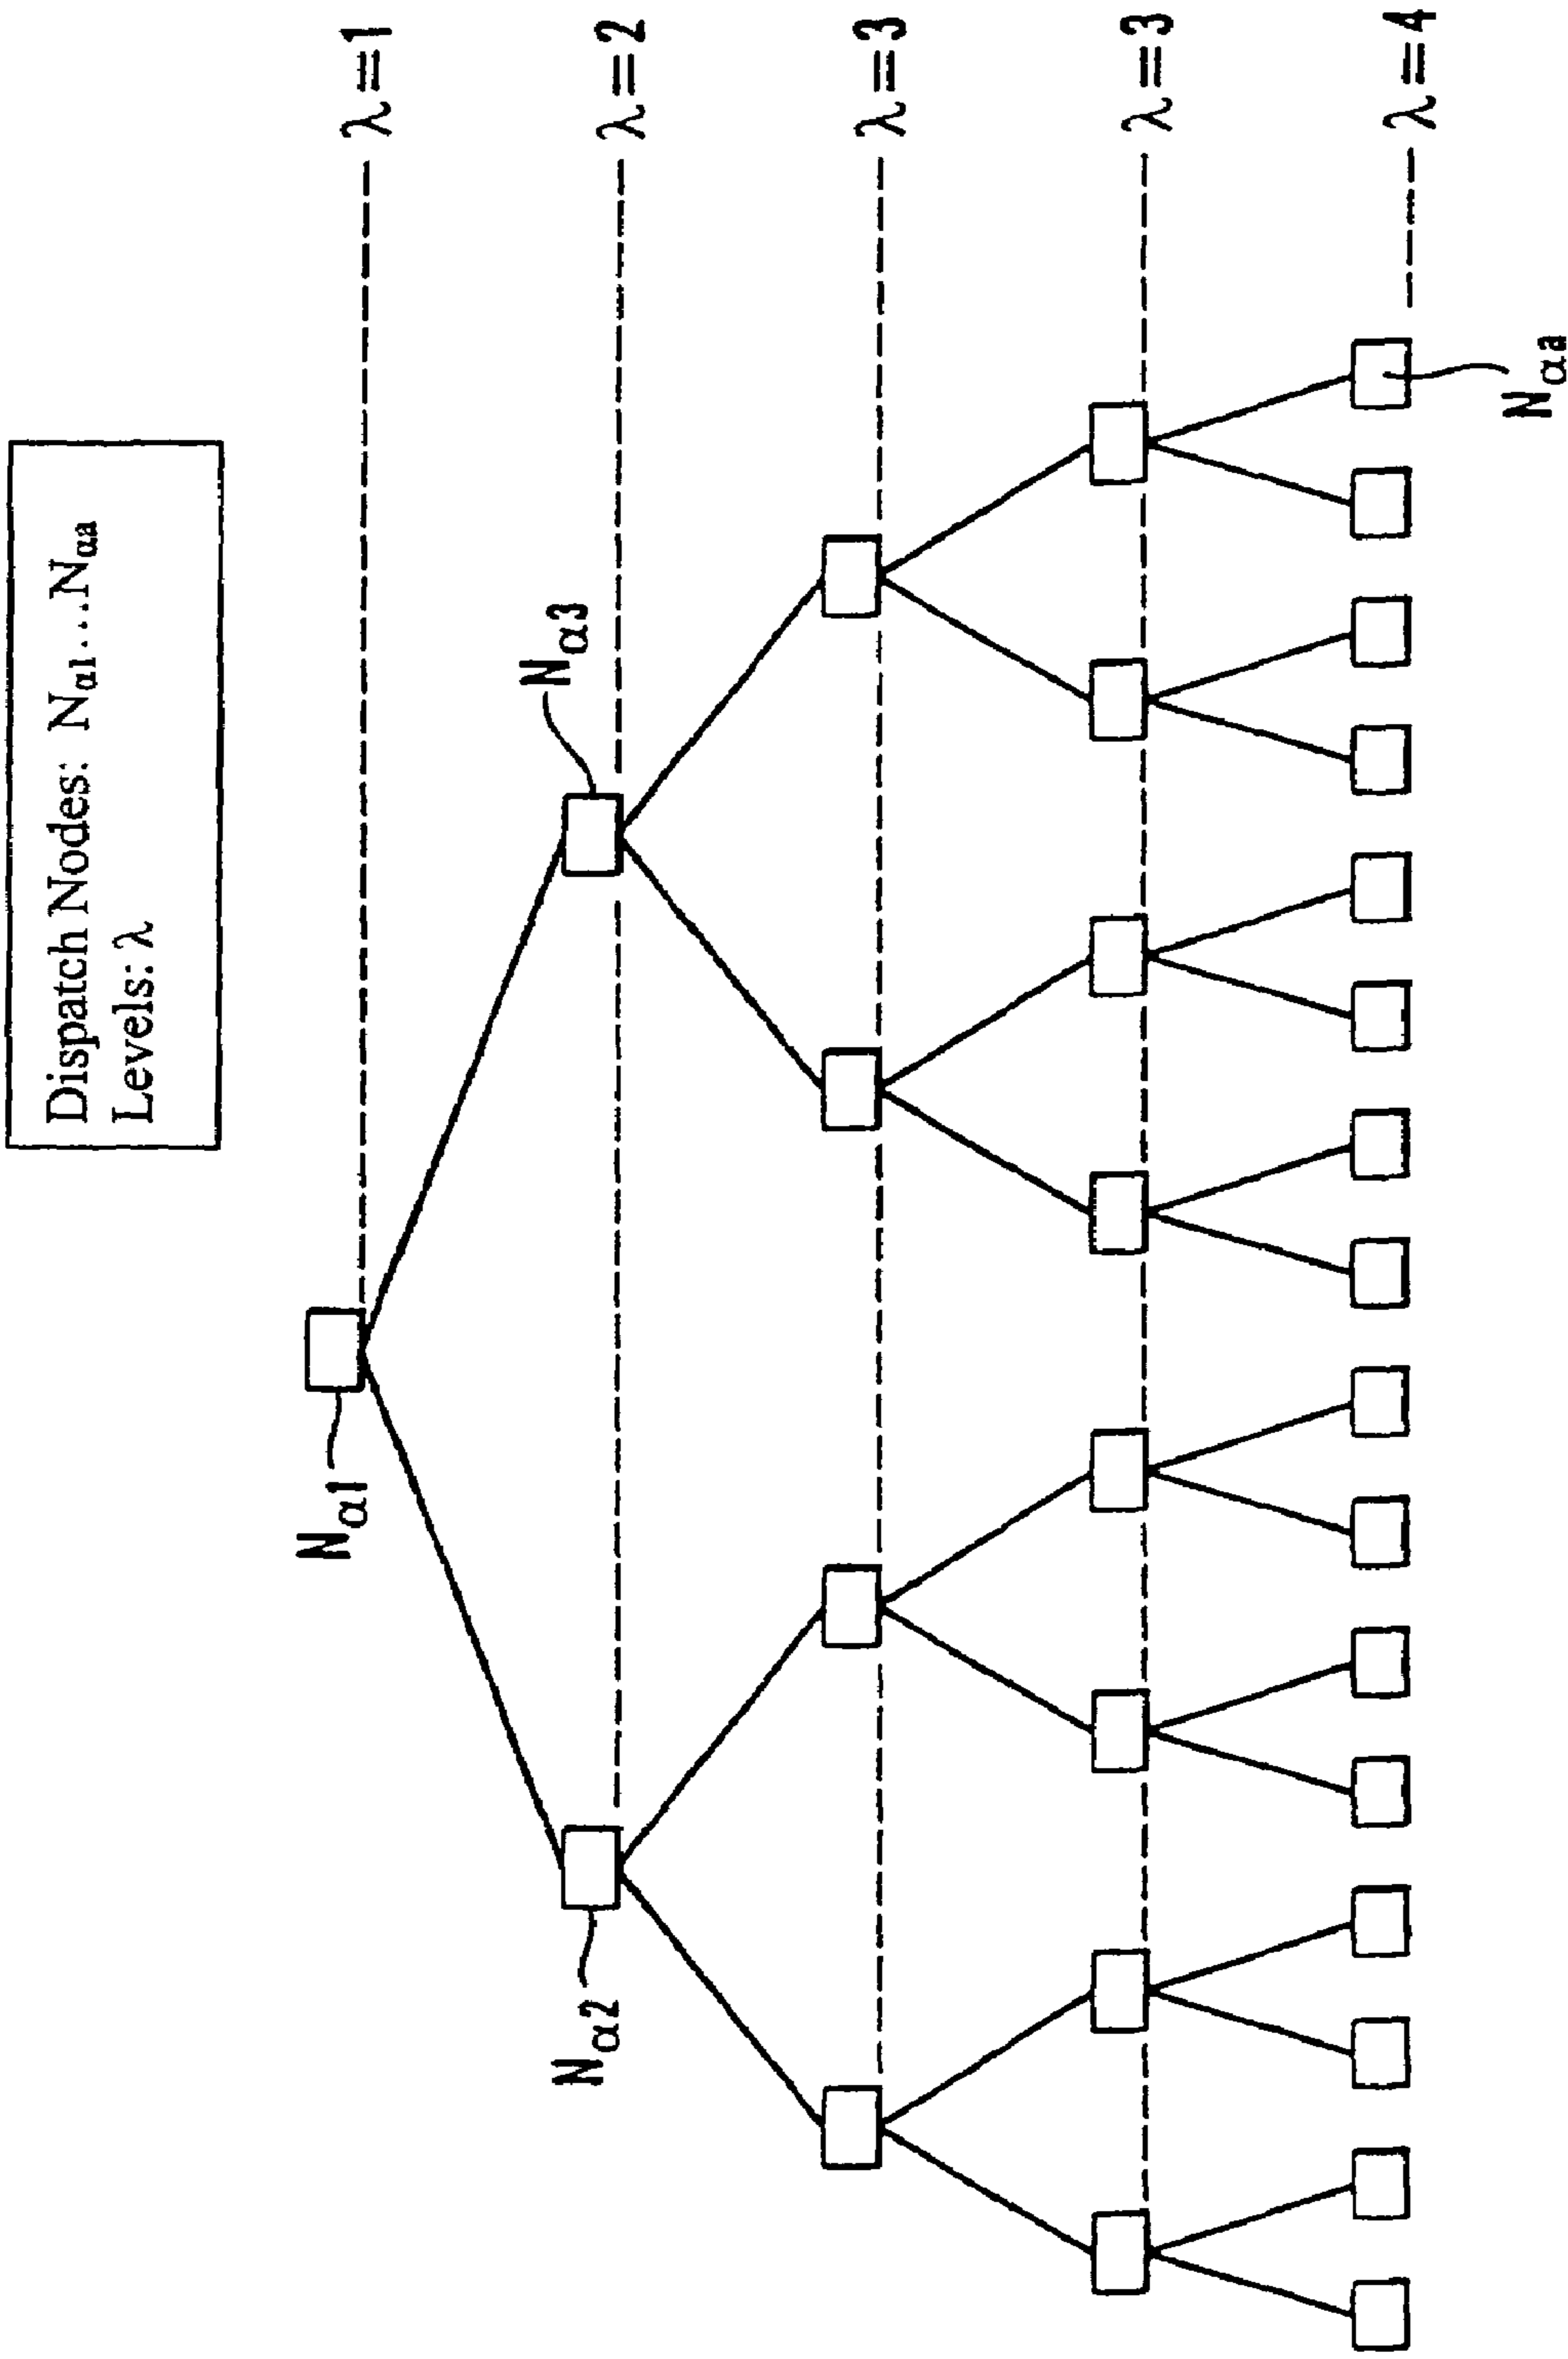 Dispatch Nodes: Nα1...Nαa
Levels: λ
Nα1
λ=1
Nα2
Nα3
λ=2
λ=3
λ=3
λ=4
Nαa